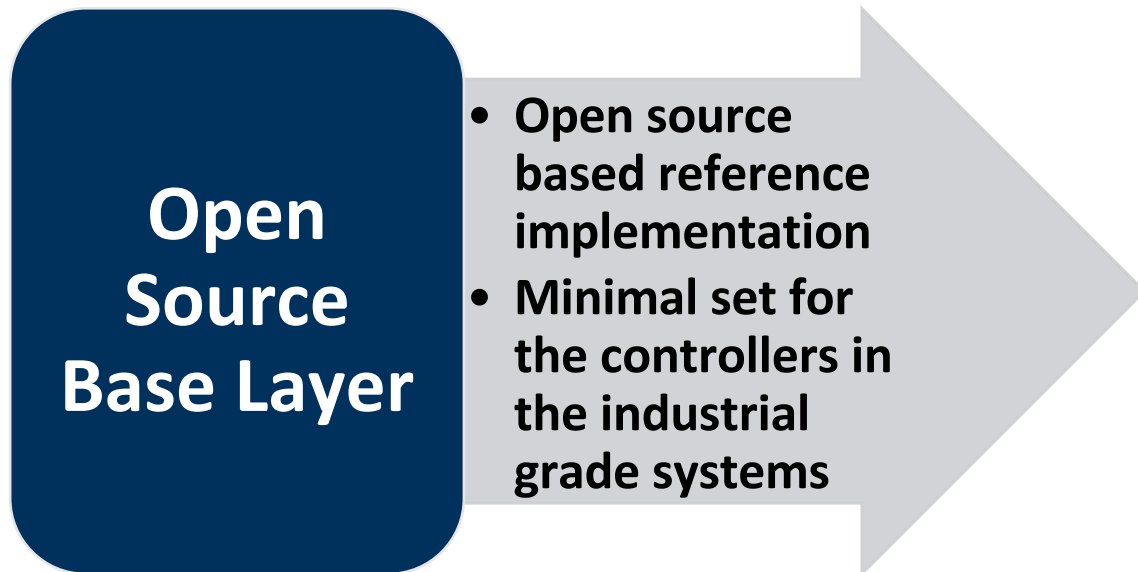 Open
Source
Base Layer
• Open source
based reference
implementation
• Minimal set for
the controllers in
the industrial
grade systems